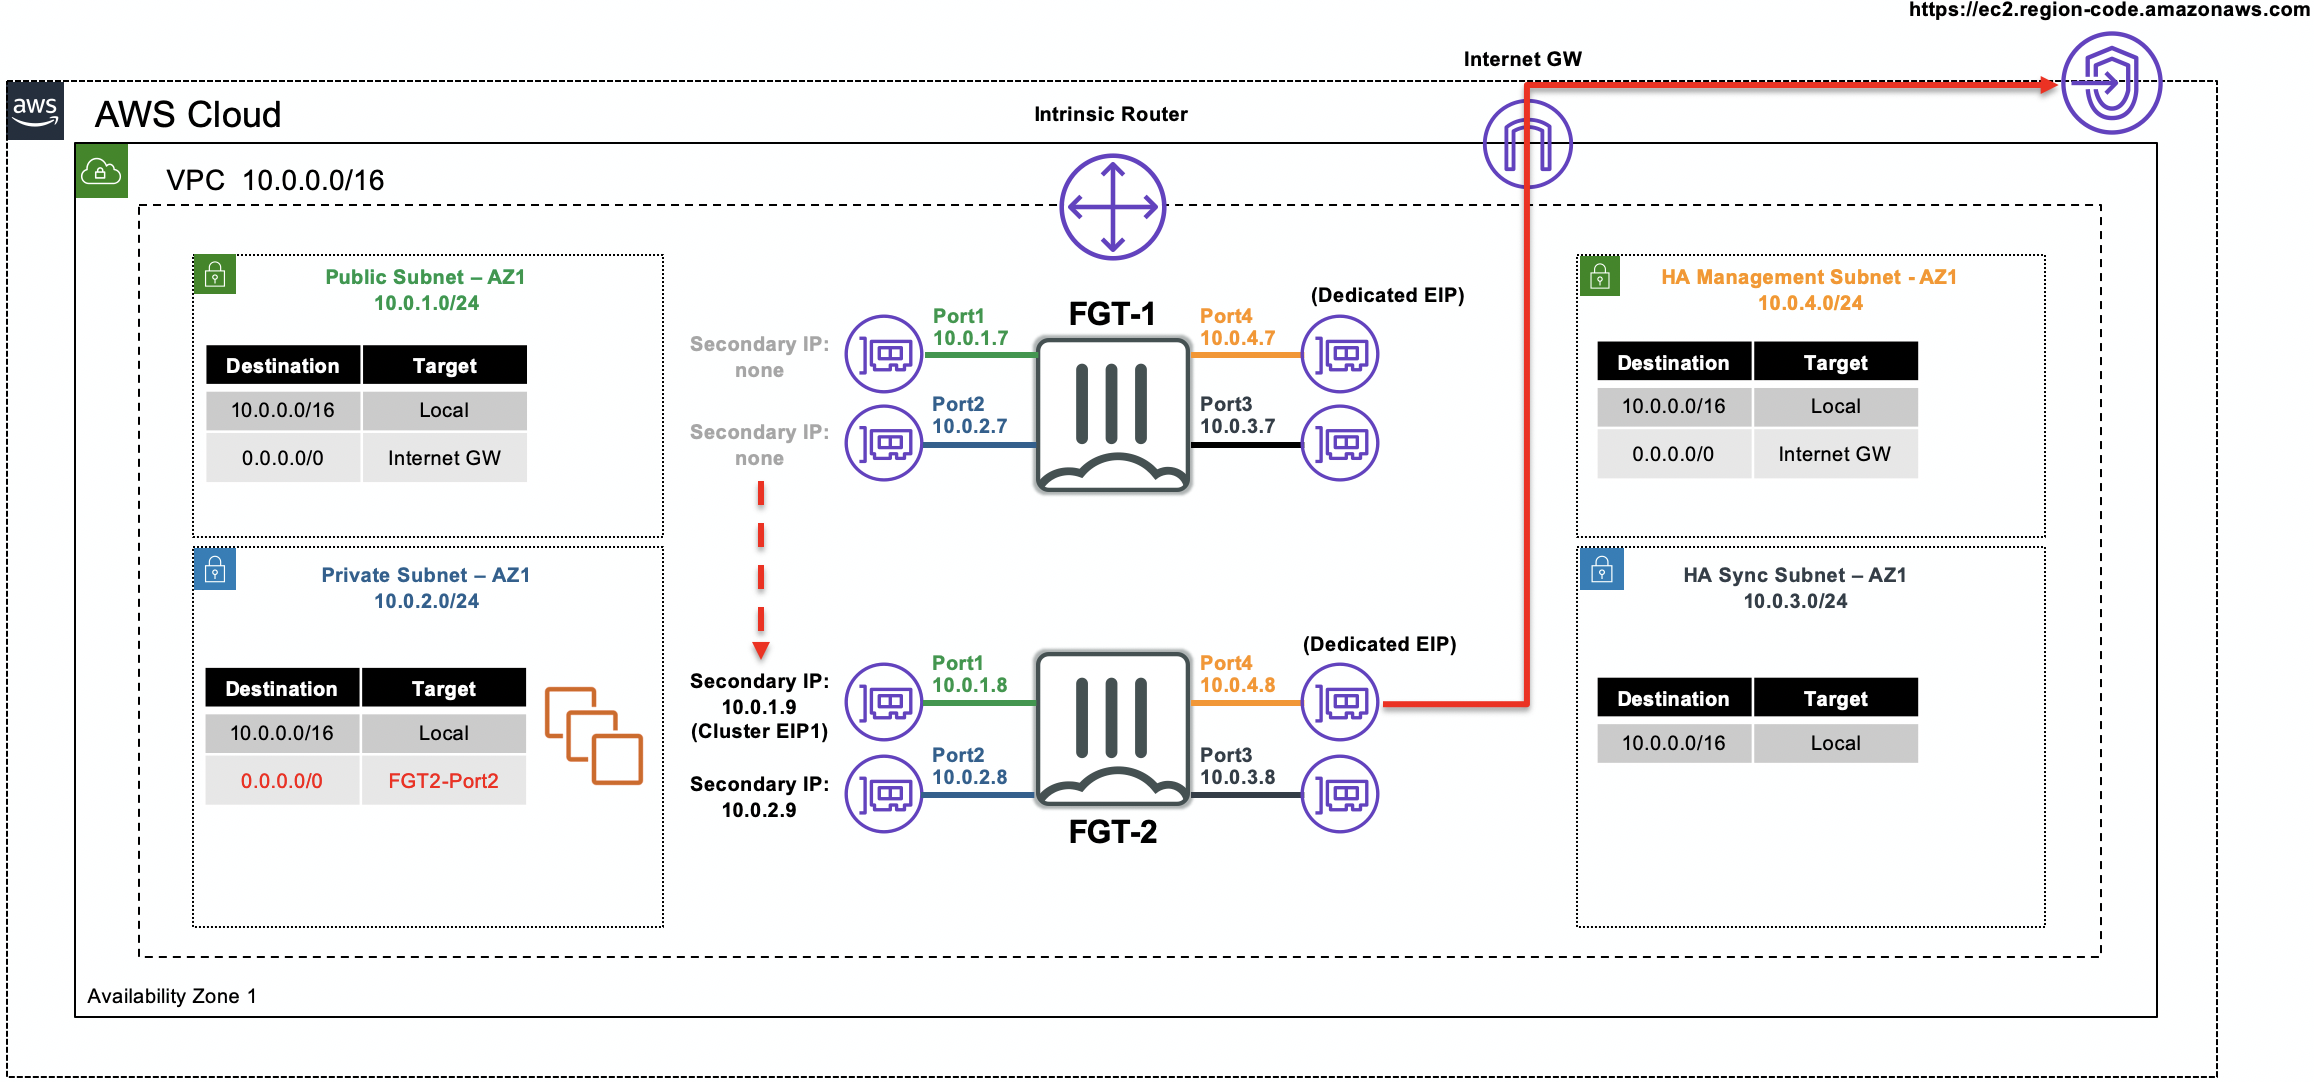 https://ec2.region-code.amazonaws.com
Internet GW
aws
AWS Cloud
Intrinsic Router
VPC 10.0.0.0/16
Public Subnet – AZ1
10.0.1.0/24
Destination Target
10.0.0.0/16 Local
0.0.0.0/0 Internet GW
Private Subnet – AZ1
10.0.2.0/24
Destination Target
10.0.0.0/16 Local
0.0.0.0/0 FGT2-Port2
Secondary IP:
none
Secondary IP:
none
Port1
10.0.1.7
Port2
10.0.2.7
FGT-1
Port4
10.0.4.7
Port3
10.0.3.7
(Dedicated EIP)
Secondary IP:
10.0.1.9
(Cluster EIP1)
Secondary IP:
10.0.2.9
Port1
10.0.1.8
Port2
10.0.2.8
Port4
10.0.4.8
Port3
10.0.3.8
(Dedicated EIP)
FGT-2
HA Management Subnet - AZ1
10.0.4.0/24
Destination Target
10.0.0.0/16 Local
0.0.0.0/0 Internet GW
HA Sync Subnet – AZ1
10.0.3.0/24
Destination Target
10.0.0.0/16 Local
Availability Zone 1